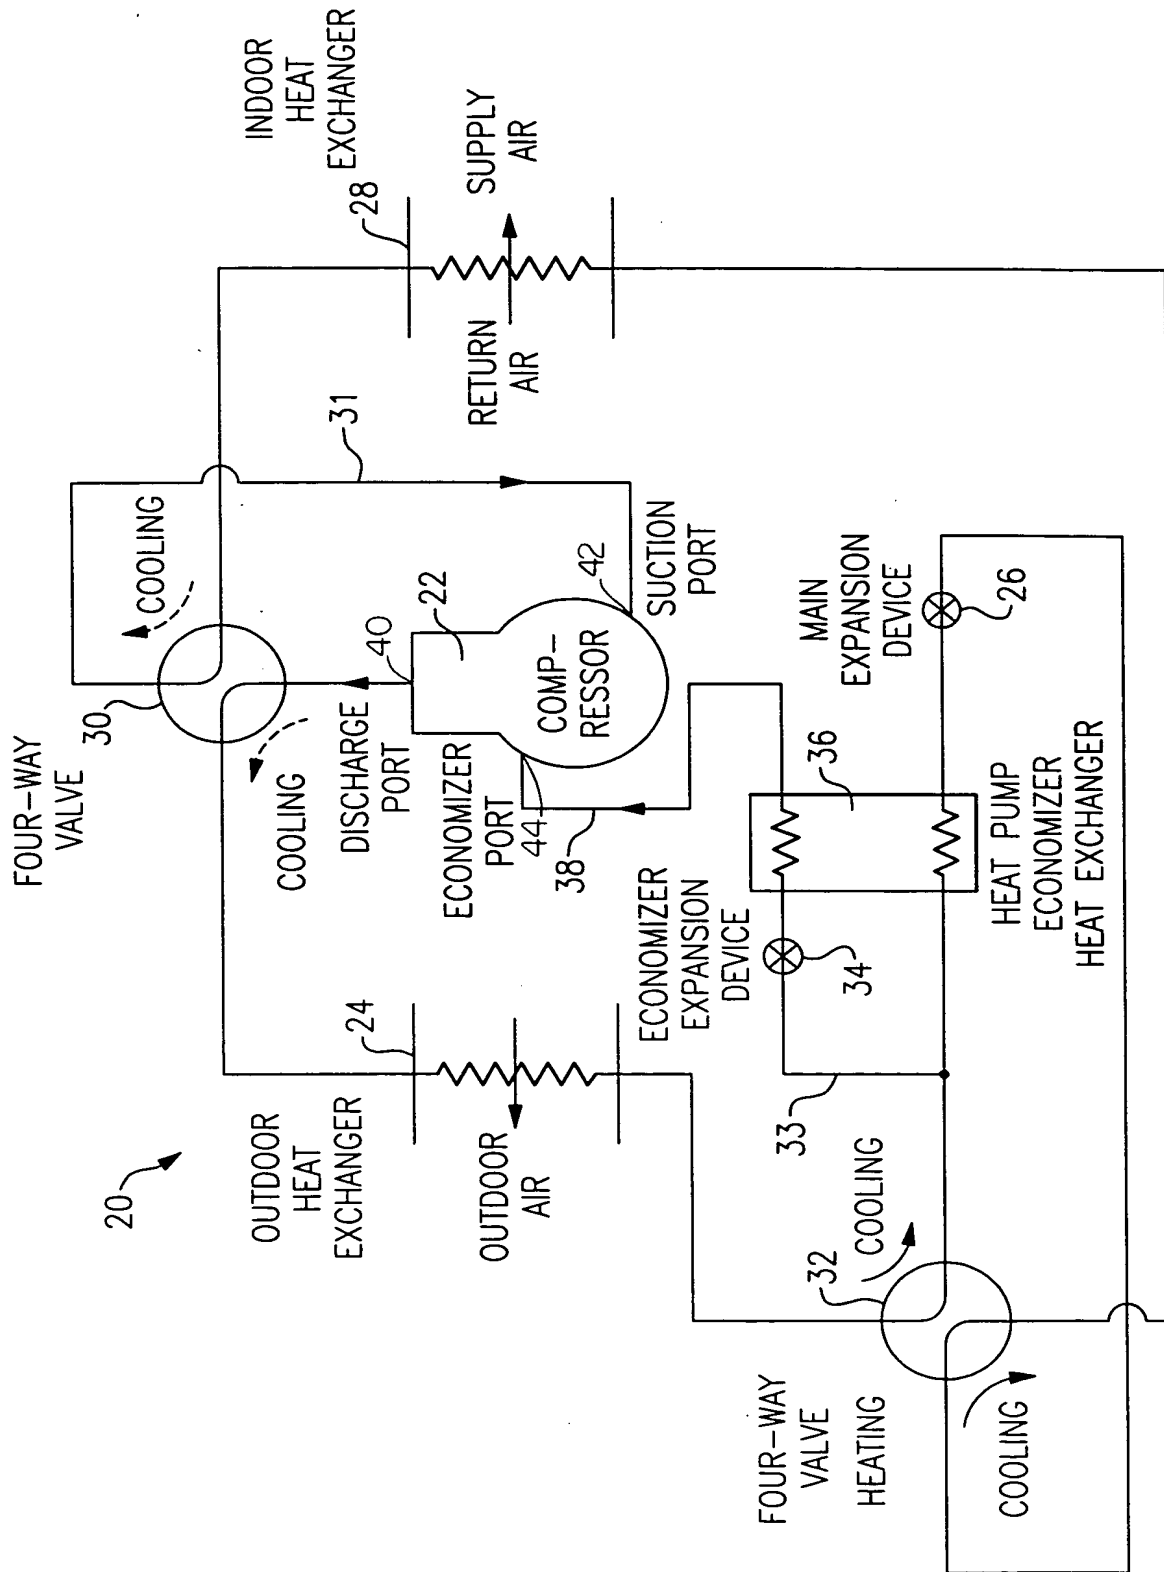 20
OUTDOOR
HEAT
EXCHANGER
24
OUTDOOR
AIR
FOUR-WAY
VALVE
30
COOLING
COOLING
31
INDOOR
HEAT
EXCHANGER
28
RETURN
AIR
SUPPLY
AIR
DISCHARGE
PORT
40
22
COMP-
RESSOR
ECONOMIZER
PORT
44
38
42
SUCTION
PORT
ECONOMIZER
EXPANSION
DEVICE
34
33
36
MAIN
EXPANSION
DEVICE
26
HEAT PUMP
ECONOMIZER
HEAT EXCHANGER
FOUR-WAY
VALVE
HEATING
32
COOLING
COOLING